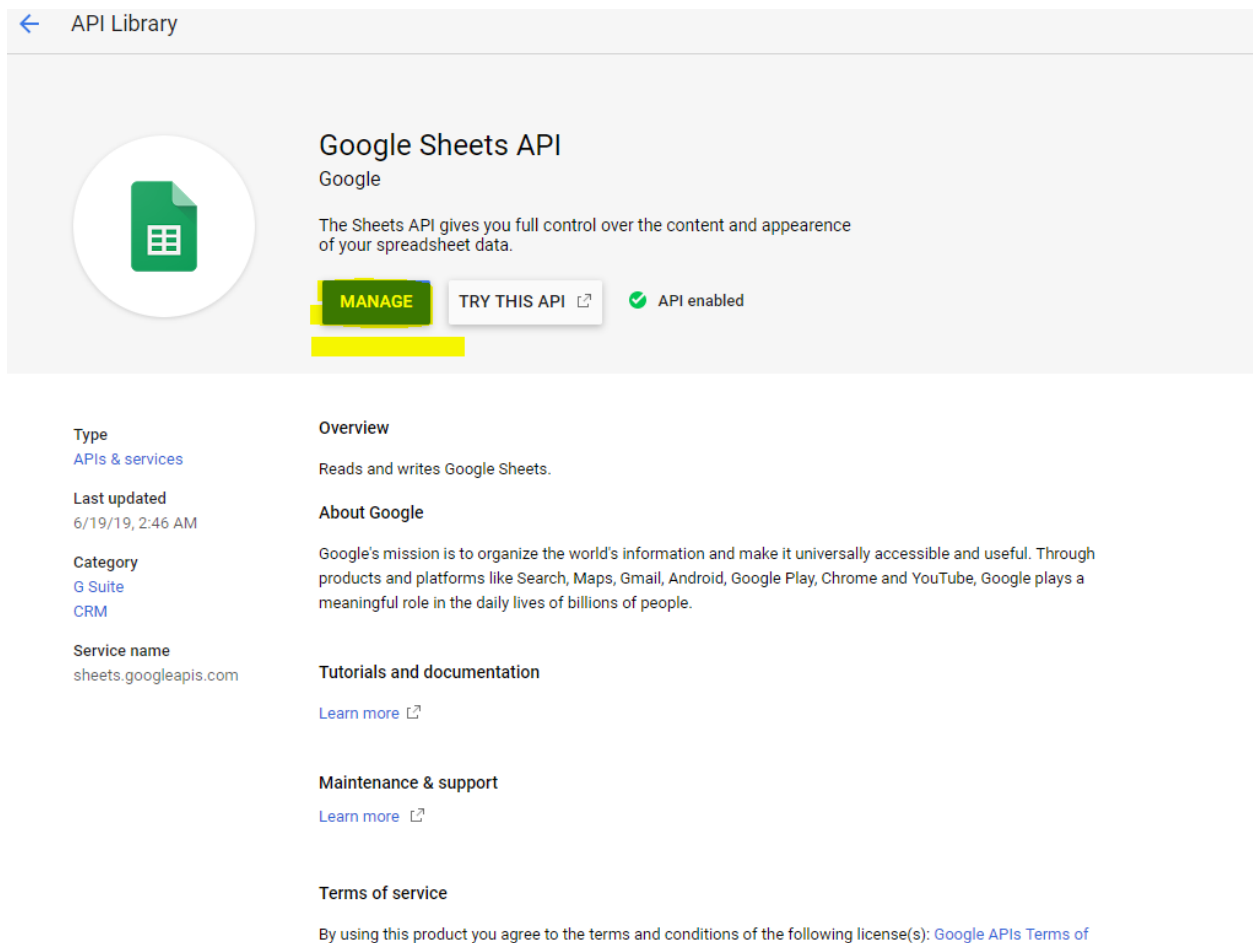 API Library
Google Sheets API
Google
The Sheets API gives you full control over the content and appearence
of your spreadsheet data.
MANAGE
TRY THIS API
API enabled
Type
APIs & services
Last updated
6/19/19, 2:46 AM
Category
G Suite
CRM
Service name
sheets.googleapis.com
Overview
Reads and writes Google Sheets.
About Google
Google's mission is to organize the world's information and make it universally accessible and useful. Through
products and platforms like Search, Maps, Gmail, Android, Google Play, Chrome and YouTube, Google plays a
meaningful role in the daily lives of billions of people.
Tutorials and documentation
Learn more
Maintenance & support
Learn more
Terms of service
By using this product you agree to the terms and conditions of the following license(s): Google APIs Terms of